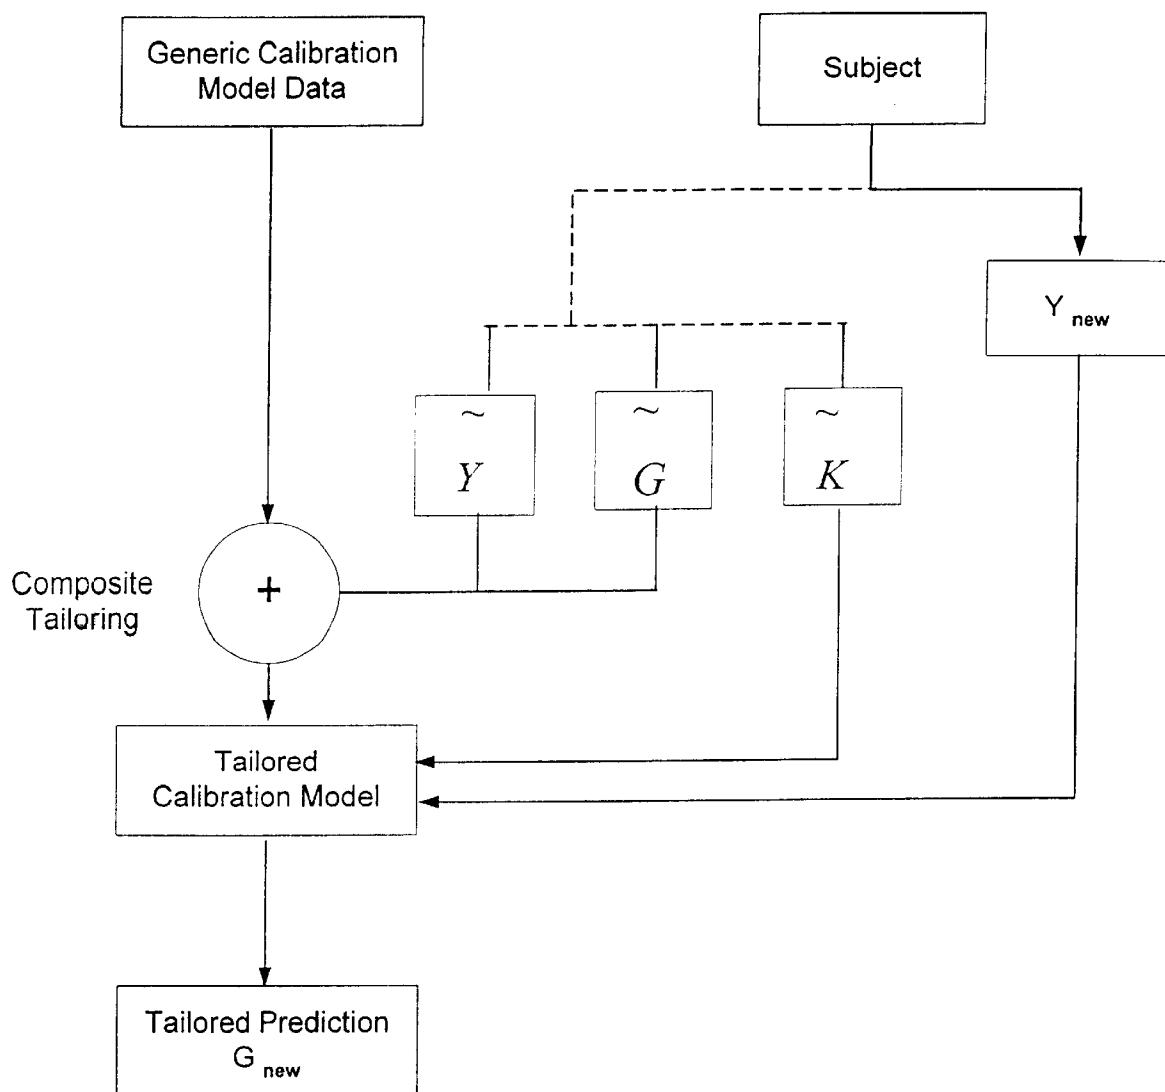 Generic Calibration
Model Data
Subject
Y new
~ ~ ~
Y G K
Composite
Tailoring
+
Tailored
Calibration Model
Tailored Prediction
G new